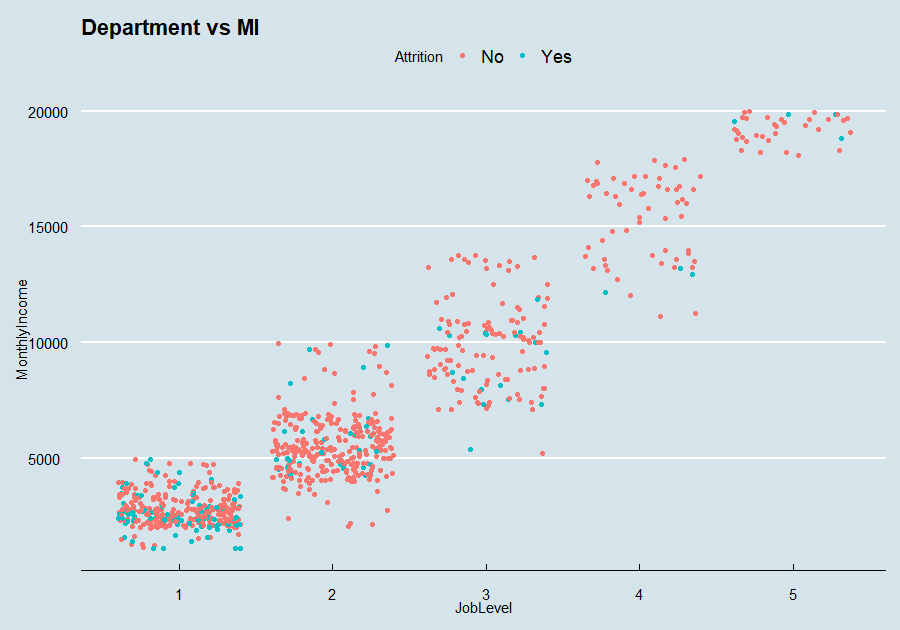 Department vs MI
Attrition No Yes
20000
15000
10000
5000
MonthlyIncome
1 2 3 4 5
JobLevel